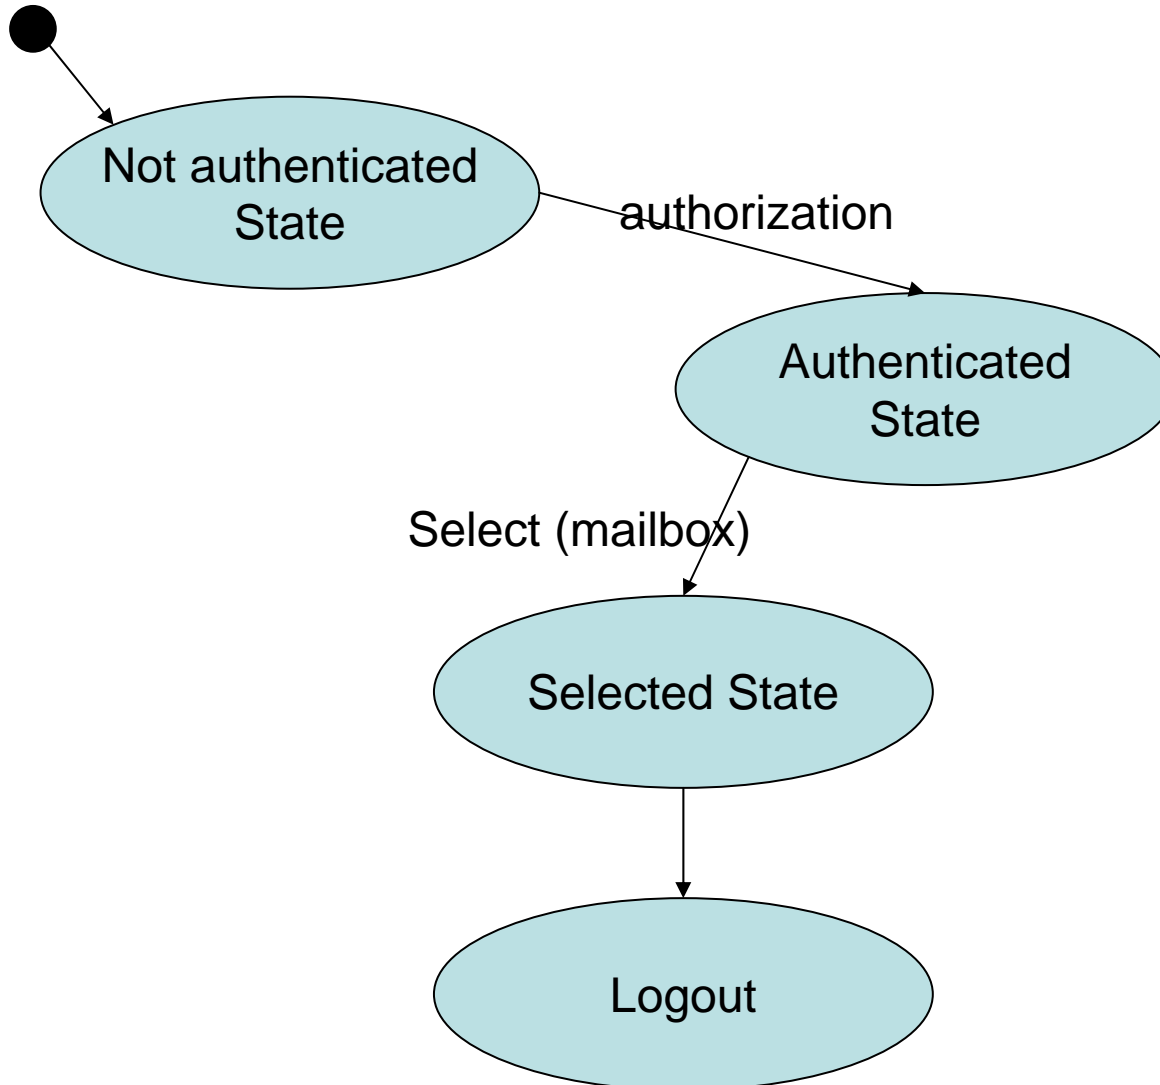 Not authenticated
State
authorization
Authenticated
State
Select (mailbox)
Selected State
Logout